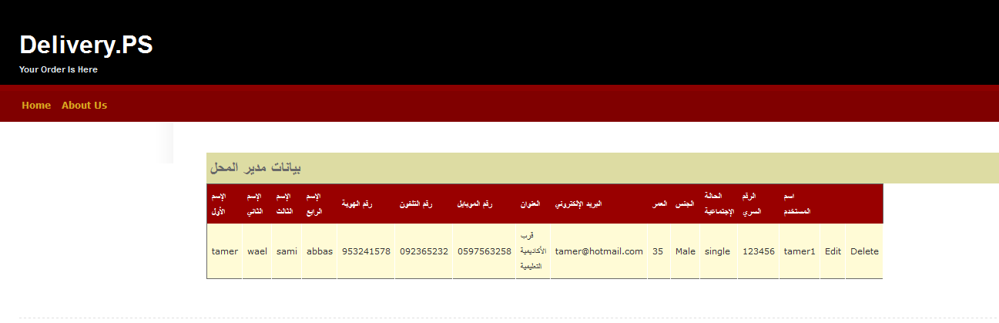 Delivery.PS
Your Order Is Here
Home About Us
بيانات مدير المحل
الإسم الأول
الإسم الثاني
الإسم الثالث
الإسم الرابع
رقم الهوية
رقم التلفون
رقم الموبايل
العنوان
البريد الإلكتروني
العمر
الجنس
الحالة الإجتماعية
الرقم السري
اسم المستخدم
tamer
wael
sami
abbas
953241578
092365232
0597563258
قرب
الأكاديمية
التعليمية
tamer@hotmail.com
35
Male
single
123456
tamer1
Edit
Delete